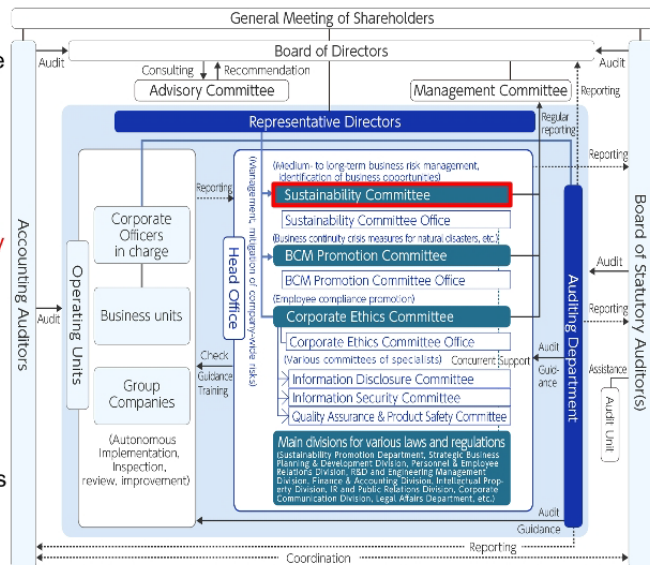 General Meeting of Shareholders
Board of Directors
Audit
Consulting
Recommendation
Audit
Advisory Committee
Management Committee
Reporting
Representative Directors
Regular
reporting
(Medium- to long-term business risk management,
identification of business opportunities)
Reporting
Reporting
Sustainability Committee
Sustainability Committee Office
(Business continuity crisis measures for natural disasters, etc.)
BCM Promotion Committee
BCM Promotion Committee Office
(Employee compliance promotion)
Corporate Ethics Committee
Corporate Ethics Committee Office
(Various committees of specialists)
Concurrent Support
Information Disclosure Committee
Information Security Committee
Quality Assurance & Product Safety Committee
Main divisions for various laws and regulations
(Sustainability Promotion Department, Strategic Business
Planning & Development Division, Personnel & Employee
Relations Division, R&D and Engineering Management
Division, Finance & Accounting Division, Intellectual Prop-
erty Division, IR and Public Relations Division, Corporate
Communication Division, Legal Affairs Department, etc.)
(Management, mitigation of company-wide risks)
Head Office
Operating Units
Corporate
Officers
in charge
Business units
Group
Companies
(Autonomous
Implementation,
Inspection,
review, improvement)
Accounting Auditors
Audit
Check
Guidance
Training
Auditing Department
Audit
Guid-
ance
Audit
Reporting
Assistance
Audit Unit
Board of Statutory Auditor(s)
Audit
Guidance
Reporting
Coordination